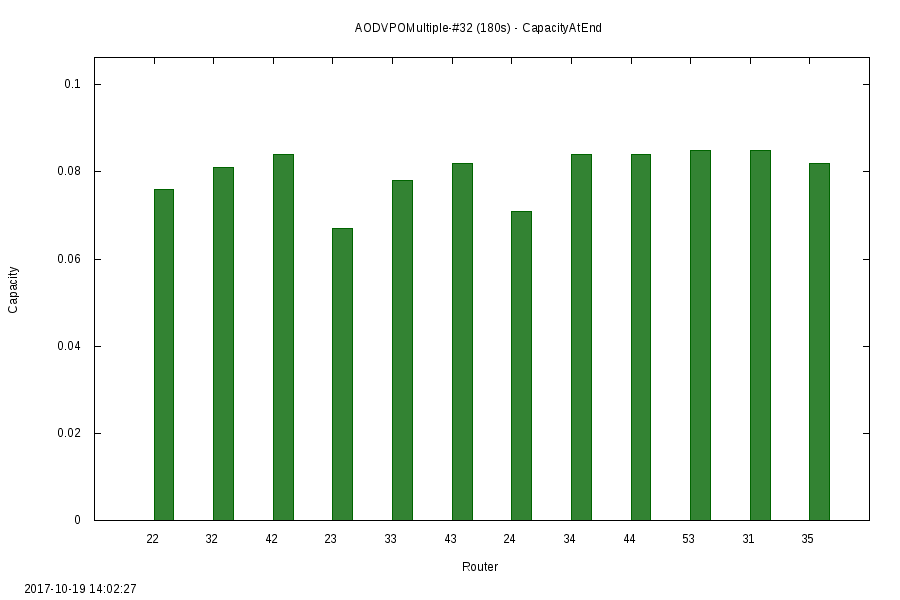 AODVPOMultiple-#32 (180s) - CapacityAtEnd
0.1
0.08
0.06
0.04
0.02
0
Capacity
22 32 42 23 33 43 24 34 44 53 31 35
Router
2017-10-19 14:02:27